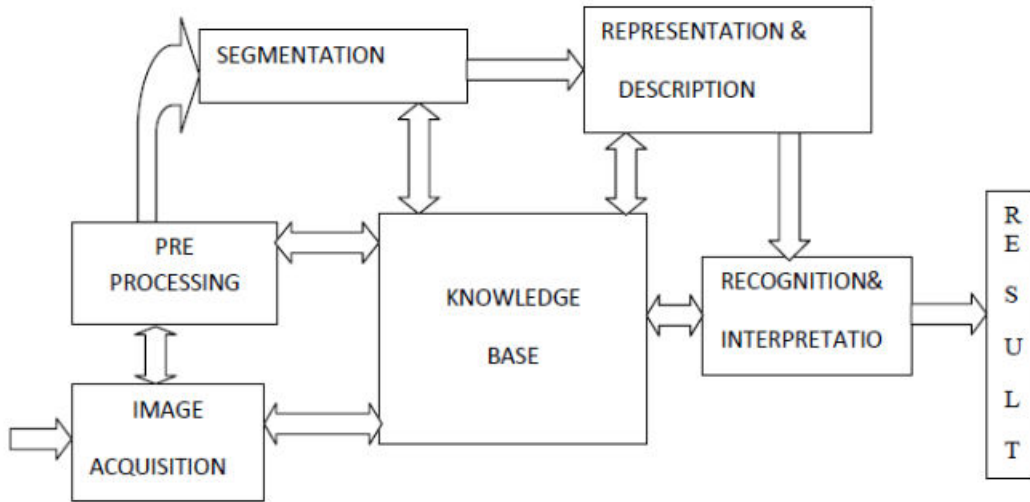 SEGMENTATION
REPRESENTATION &
DESCRIPTION
PRE
PROCESSING
KNOWLEDGE
BASE
RECOGNITION&
INTERPRETATIO
IMAGE
ACQUISITION
R
E
S
U
L
T